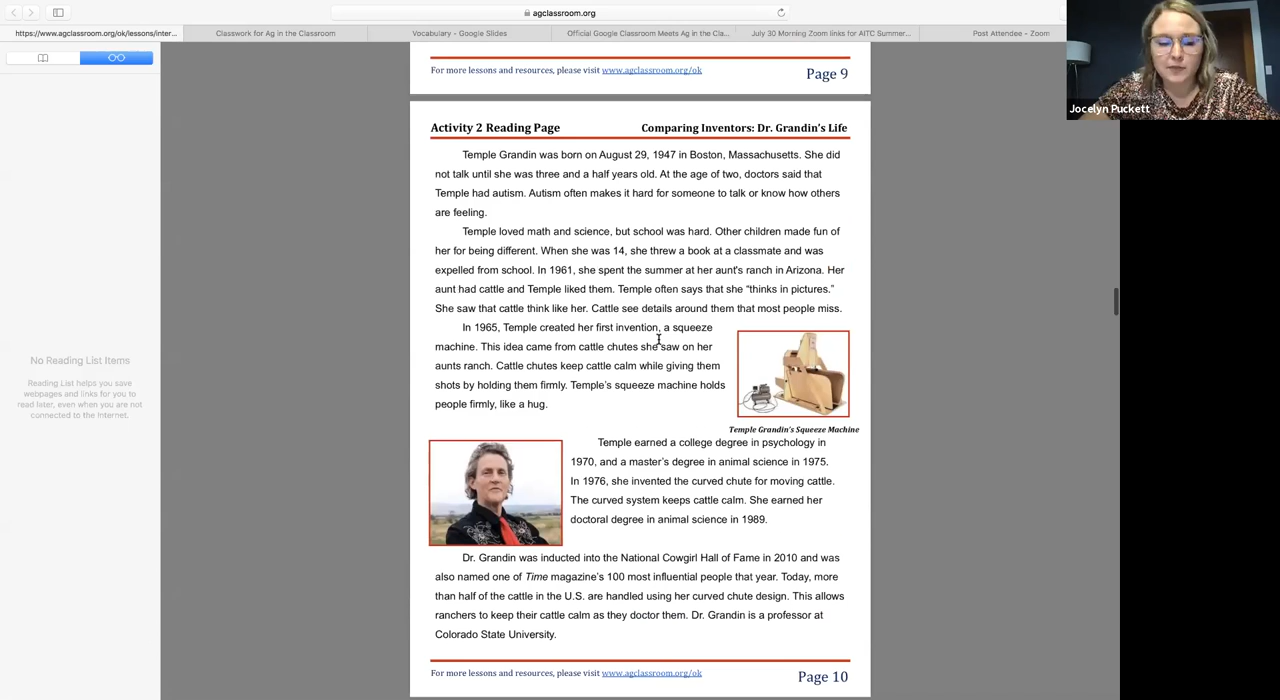 agclassroom.org
https://www.agclassroom.org/ok/lessons/inter...
Classwork for Ag in the Classroom
Vocabulary - Google Slides
Official Google Classroom Meets Ag in the Cla...
July 30 Morning Zoom links for AITC Summer...
Post Attendee - Zoom
Jocelyn Puckett
No Reading List Items
Reading List helps you save
webpages and links for you to
read later, even when you are not
connected to the Internet.
For more lessons and resources, please visit www.agclassroom.org/ok
Page 9
Activity 2 Reading Page
Comparing Inventors: Dr. Grandin's Life
Temple Grandin was born on August 29, 1947 in Boston, Massachusetts. She did
not talk until she was three and a half years old. At the age of two, doctors said that
Temple had autism. Autism often makes it hard for someone to talk or know how others
are feeling.
Temple loved math and science, but school was hard. Other children made fun of
her for being different. When she was 14, she threw a book at a classmate and was
expelled from school. In 1961, she spent the summer at her aunt's ranch in Arizona. Her
aunt had cattle and Temple liked them. Temple often says that she “thinks in pictures.”
She saw that cattle think like her. Cattle see details around them that most people miss.
In 1965, Temple created her first invention, a squeeze
machine. This idea came from cattle chutes she saw on her
aunts ranch. Cattle chutes keep cattle calm while giving them
shots by holding them firmly. Temple's squeeze machine holds
people firmly, like a hug.
Temple Grandin's Squeeze Machine
Temple earned a college degree in psychology in
1970, and a master's degree in animal science in 1975.
In 1976, she invented the curved chute for moving cattle.
The curved system keeps cattle calm. She earned her
doctoral degree in animal science in 1989.
Dr. Grandin was inducted into the National Cowgirl Hall of Fame in 2010 and was
also named one of Time magazine's 100 most influential people that year. Today, more
than half of the cattle in the U.S. are handled using her curved chute design. This allows
ranchers to keep their cattle calm as they doctor them. Dr. Grandin is a professor at
Colorado State University.
For more lessons and resources, please visit www.agclassroom.org/ok
Page 10